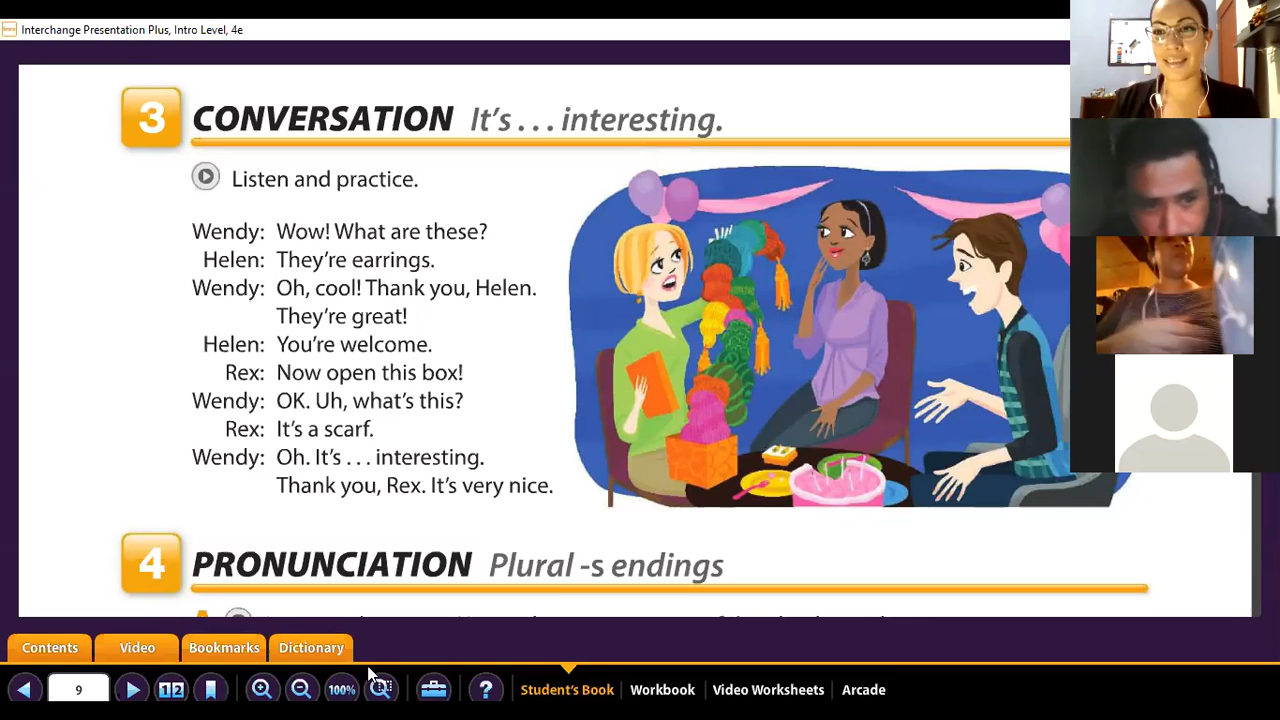 Interchange Presentation Plus, Intro Level, 4e
3 CONVERSATION It's . . . interesting.
Listen and practice.
Wendy: Wow! What are these?
Helen: They're earrings.
Wendy: Oh, cool! Thank you, Helen.
They're great!
Helen: You're welcome.
Rex: Now open this box!
Wendy: OK. Uh, what's this?
Rex: It's a scarf.
Wendy: Oh. It's . . . interesting.
Thank you, Rex. It's very nice.
4 PRONUNCIATION Plural -s endings
Contents Video Bookmarks Dictionary
9 12 100% ? Student's Book Workbook Video Worksheets Arcade